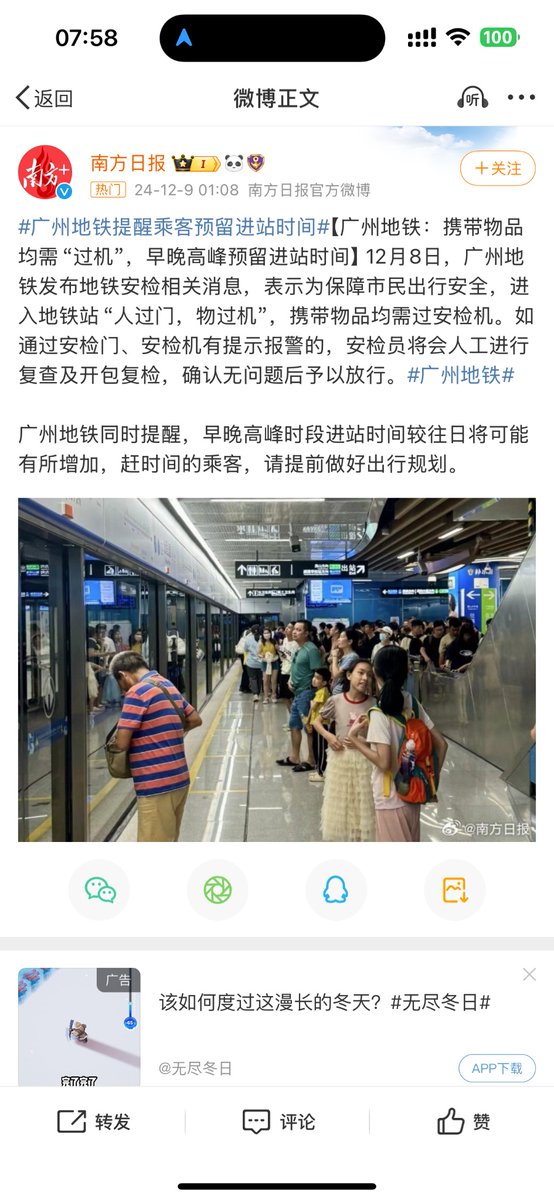 07:58
100
返回
微博正文
听
南方+
南方日报
I
+关注
热门
24-12-9 01:08
南方日报官方微博
#广州地铁提醒乘客预留进站时间#【广州地铁：携带物品
均需“过机”，早晚高峰预留进站时间】12月8日，广州地
铁发布地铁安检相关消息，表示为保障市民出行安全，进
入地铁站“人过门，物过机”，携带物品均需过安检机。如
通过安检门、安检机有提示报警的，安检员将会人工进行
复查及开包复检，确认无问题后予以放行。#广州地铁#
广州地铁同时提醒，早晚高峰时段进站时间较往日将可能
有所增加，赶时间的乘客，请提前做好出行规划。
出站
@南方日报
广告
该如何度过这漫长的冬天？#无尽冬日#
@无尽冬日
APP下载
转发
评论
赞